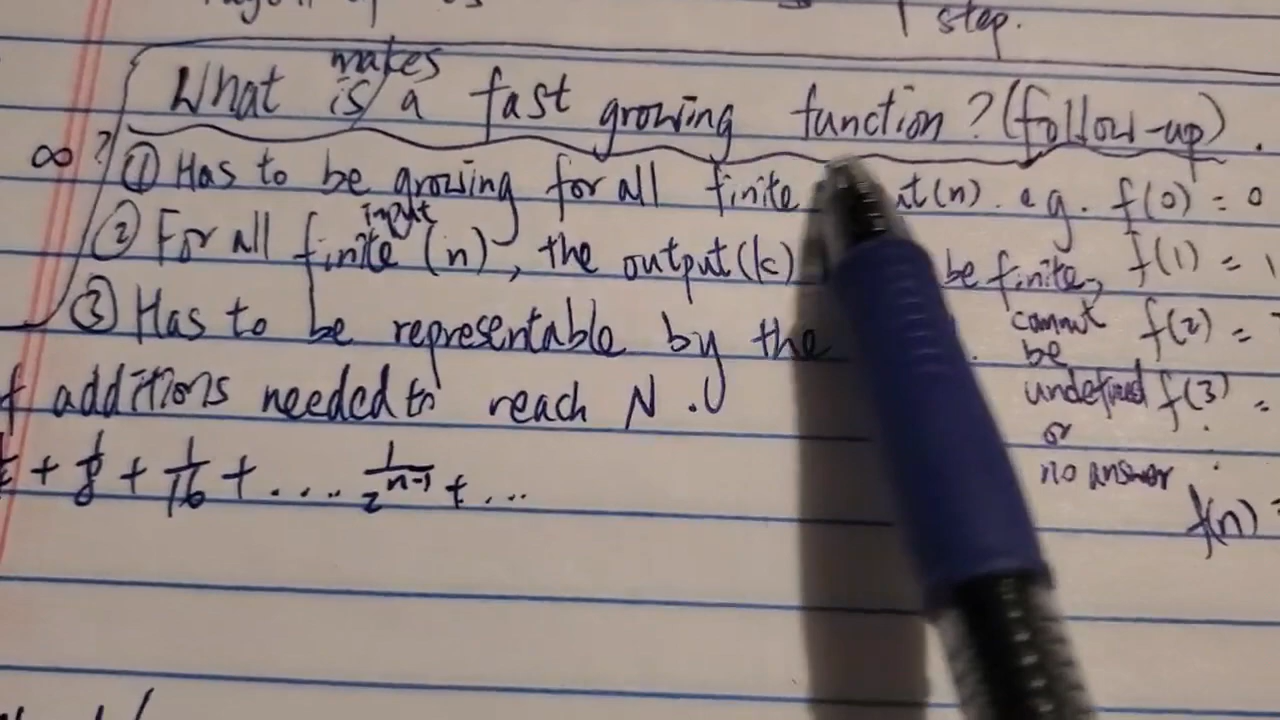 1 step.
What is makes a fast growing function? (follow-up).
∞? ① Has to be growing for all finite (n). e.g. f(0) = 0
② For all finite input (n), the output (k) be finite, f(1) = 1
cannot be undefined or no answer
③ Has to be representable by the f(2) =
additions needed to reach N. f(3) =
+ 1/8 + 1/16 + .... 1/2^(n-1) + ...
f(n) =